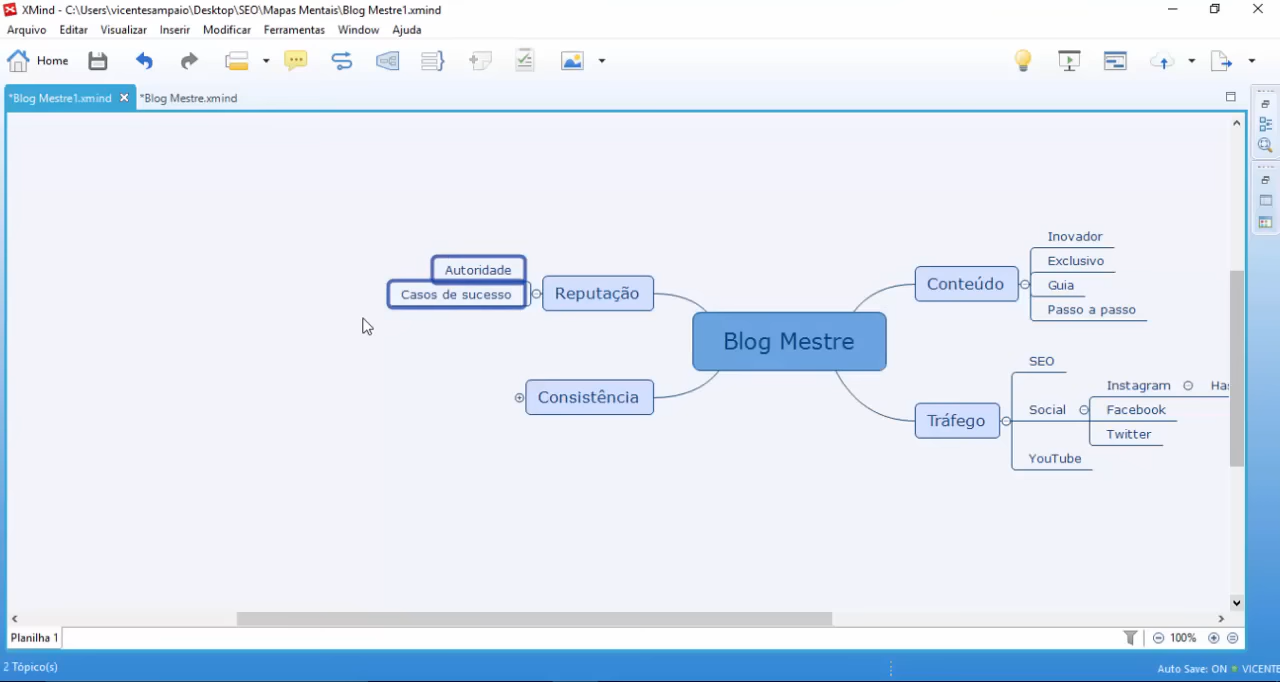 XMind - C:\Users\vicentesampaio\Desktop\SEO\Mapas Mentais\Blog Mestre1.xmind
Arquivo Editar Visualizar Inserir Modificar Ferramentas Window Ajuda
Home
*Blog Mestre1.xmind *Blog Mestre.xmind
Autoridade
Casos de sucesso
Reputação
Consistência
Blog Mestre
Conteúdo
Inovador
Exclusivo
Guia
Passo a passo
Tráfego
SEO
Social
YouTube
Instagram
Facebook
Twitter
Planilha 1
100%
2 Tópico(s)
Auto Save: ON